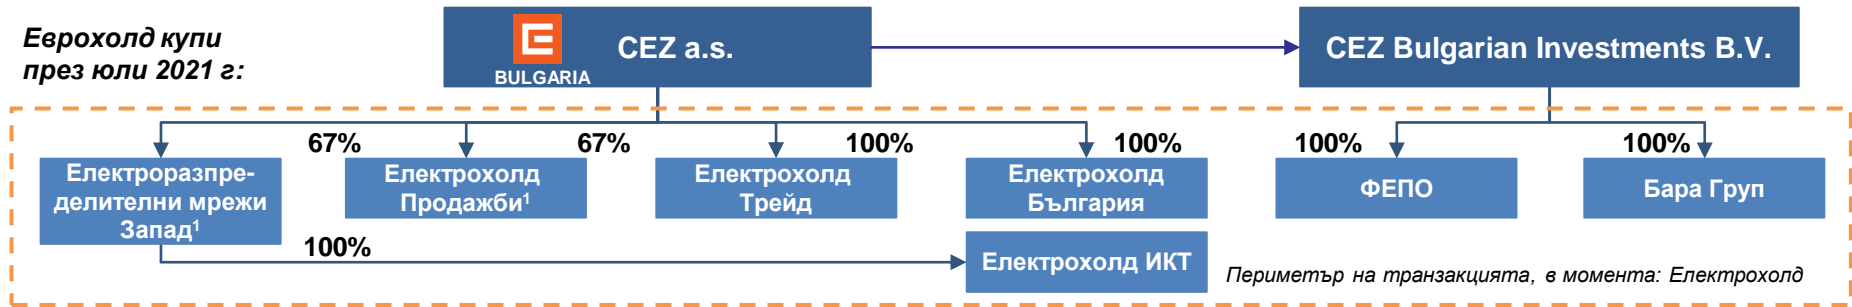 Еврохолд купи
през юли 2021 г:
BULGARIA
CEZ a.s.
CEZ Bulgarian Investments B.V.
67%
67%
100%
100%
100%
100%
Електроразпре-
делителни мрежи
Запад¹
Електрохолд
Продажби¹
Електрохолд
Трейд
Електрохолд
България
ФЕПО
Бара Груп
100%
Електрохолд ИКТ
Периметър на транзакцията, в момента: Електрохолд